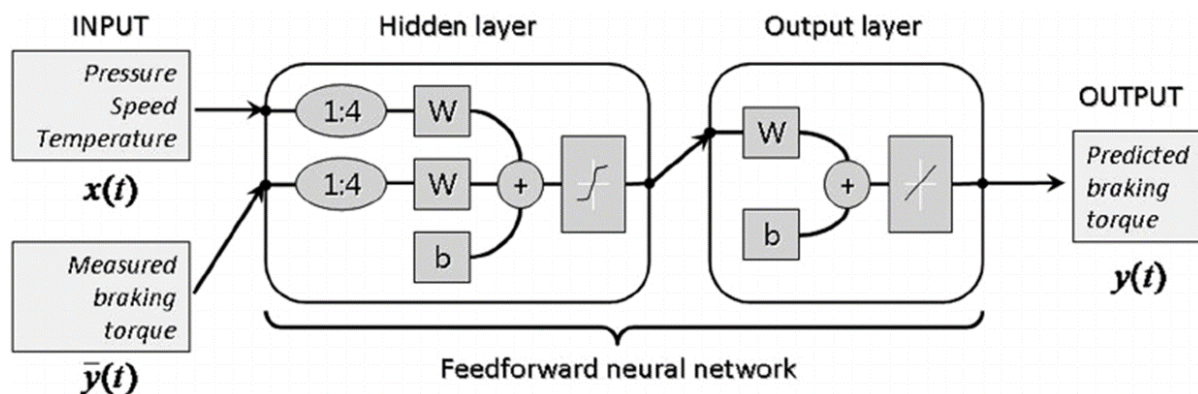 INPUT
Pressure
Speed
Temperature
x(t)
Measured
braking
torque
ȳ(t)
Hidden layer
1:4
W
1:4
W
+
b
Output layer
W
+
b
Feedforward neural network
OUTPUT
Predicted
braking
torque
y(t)